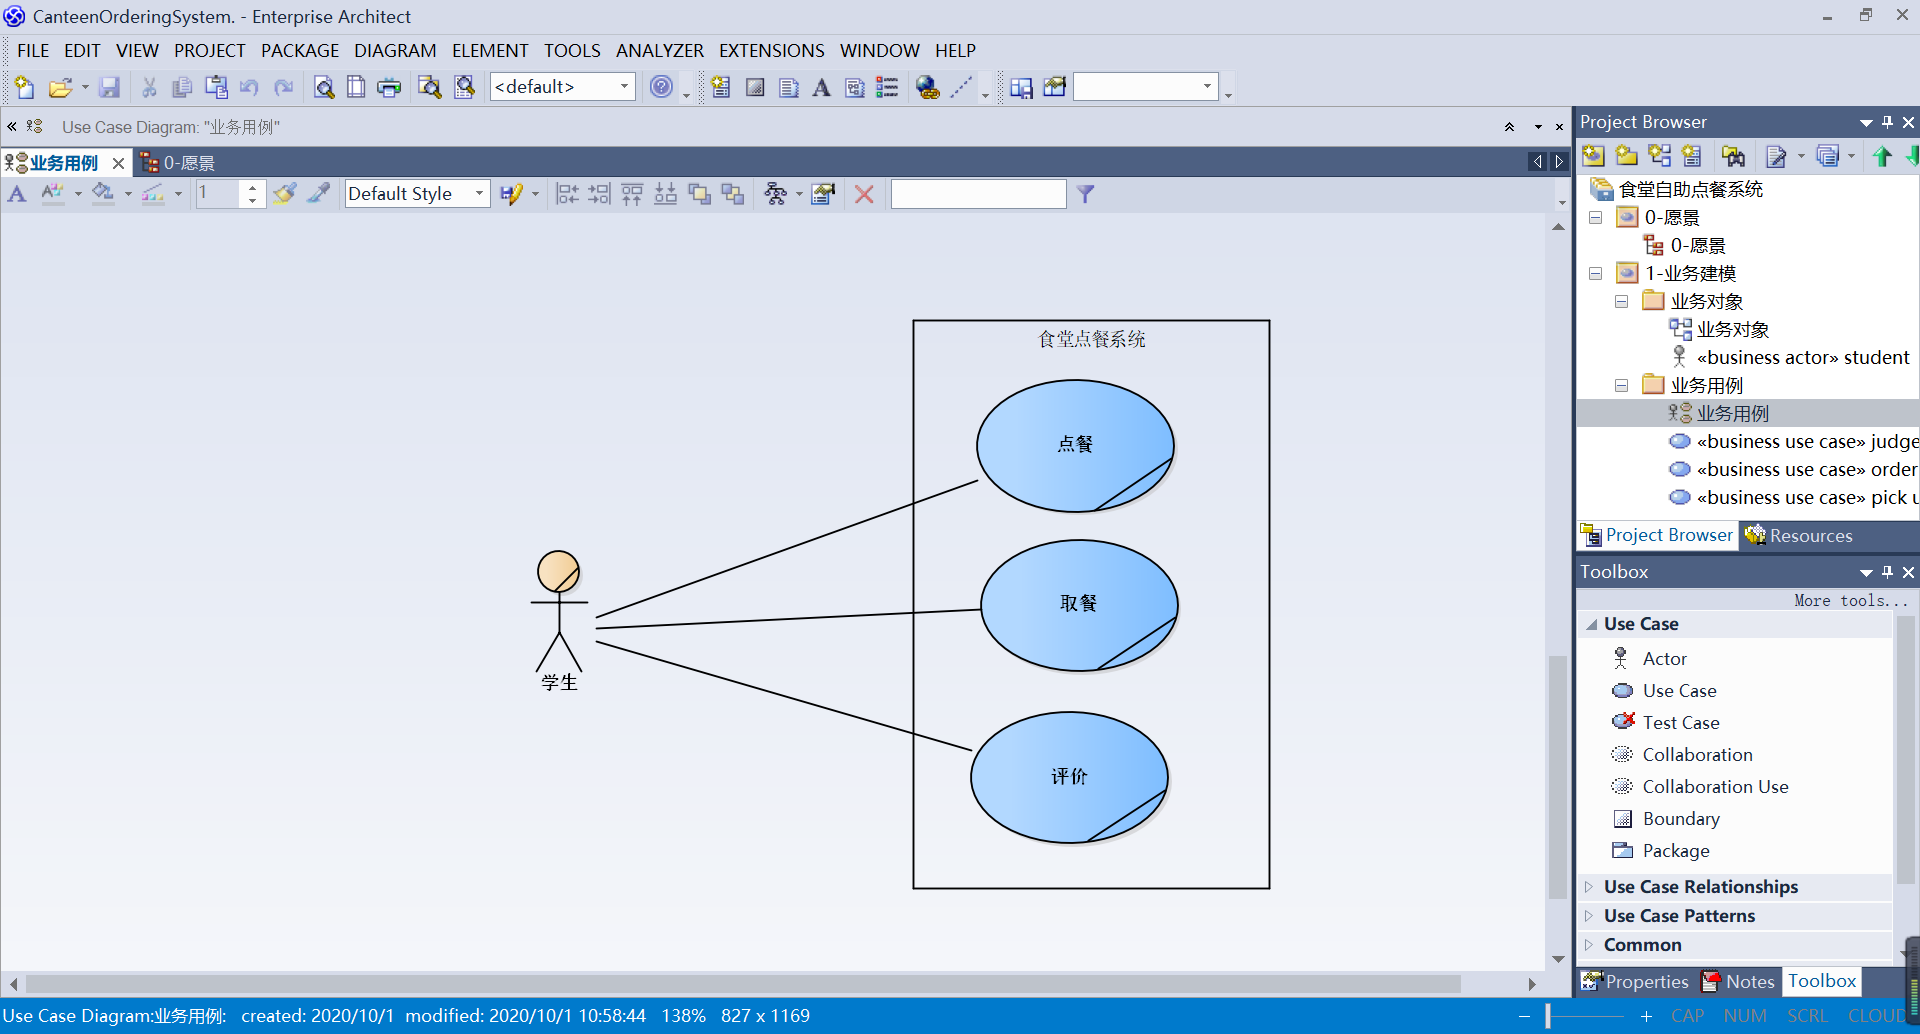 CanteenOrderingSystem. - Enterprise Architect
FILE EDIT VIEW PROJECT PACKAGE DIAGRAM ELEMENT TOOLS ANALYZER EXTENSIONS WINDOW HELP
<default>
Use Case Diagram: "业务用例"
业务用例
0-愿景
1
Default Style
食堂点餐系统
点餐
取餐
评价
学生
Project Browser
食堂自助点餐系统
0-愿景
0-愿景
1-业务建模
业务对象
业务对象
«business actor» student
业务用例
业务用例
«business use case» judge
«business use case» order
«business use case» pick u
Project Browser
Resources
Toolbox
More tools...
Use Case
Actor
Use Case
Test Case
Collaboration
Collaboration Use
Boundary
Package
Use Case Relationships
Use Case Patterns
Common
Properties
Notes
Toolbox
Use Case Diagram:业务用例: created: 2020/10/1 modified: 2020/10/1 10:58:44 138% 827 x 1169
CAP NUM SCRL CLOUD